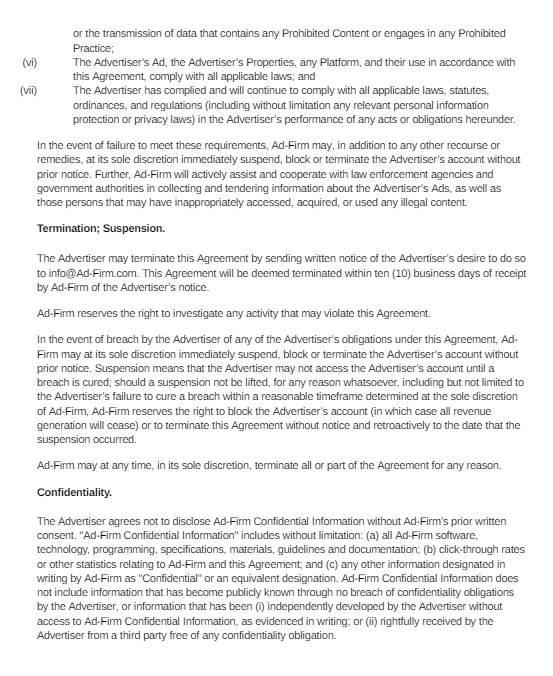 or the transmission of data that contains any Prohibited Content or engages in any Prohibited
Practice;
(vi) The Advertiser's Ad, the Advertiser's Properties, any Platform, and their use in accordance with
this Agreement, comply with all applicable laws; and
(vii) The Advertiser has complied and will continue to comply with all applicable laws, statutes,
ordinances, and regulations (including without limitation any relevant personal information
protection or privacy laws) in the Advertiser's performance of any acts or obligations hereunder.
In the event of failure to meet these requirements, Ad-Firm may, in addition to any other recourse or
remedies, at its sole discretion immediately suspend, block or terminate the Advertiser's account without
prior notice. Further, Ad-Firm will actively assist and cooperate with law enforcement agencies and
government authorities in collecting and tendering information about the Advertiser's Ads, as well as
those persons that may have inappropriately accessed, acquired, or used any illegal content.
Termination; Suspension.
The Advertiser may terminate this Agreement by sending written notice of the Advertiser's desire to do so
to info@Ad-Firm.com. This Agreement will be deemed terminated within ten (10) business days of receipt
by Ad-Firm of the Advertiser's notice.
Ad-Firm reserves the right to investigate any activity that may violate this Agreement.
In the event of breach by the Advertiser of any of the Advertiser's obligations under this Agreement, Ad-
Firm may at its sole discretion immediately suspend, block or terminate the Advertiser's account without
prior notice. Suspension means that the Advertiser may not access the Advertiser's account until a
breach is cured; should a suspension not be lifted, for any reason whatsoever, including but not limited to
the Advertiser's failure to cure a breach within a reasonable timeframe determined at the sole discretion
of Ad-Firm, Ad-Firm reserves the right to block the Advertiser's account (in which case all revenue
generation will cease) or to terminate this Agreement without notice and retroactively to the date that the
suspension occurred.
Ad-Firm may at any time, in its sole discretion, terminate all or part of the Agreement for any reason.
Confidentiality.
The Advertiser agrees not to disclose Ad-Firm Confidential Information without Ad-Firm's prior written
consent. "Ad-Firm Confidential Information" includes without limitation: (a) all Ad-Firm software,
technology, programming, specifications, materials, guidelines and documentation; (b) click-through rates
or other statistics relating to Ad-Firm and this Agreement; and (c) any other information designated in
writing by Ad-Firm as "Confidential" or an equivalent designation. Ad-Firm Confidential Information does
not include information that has become publicly known through no breach of confidentiality obligations
by the Advertiser, or information that has been (i) independently developed by the Advertiser without
access to Ad-Firm Confidential Information, as evidenced in writing; or (ii) rightfully received by the
Advertiser from a third party free of any confidentiality obligation.